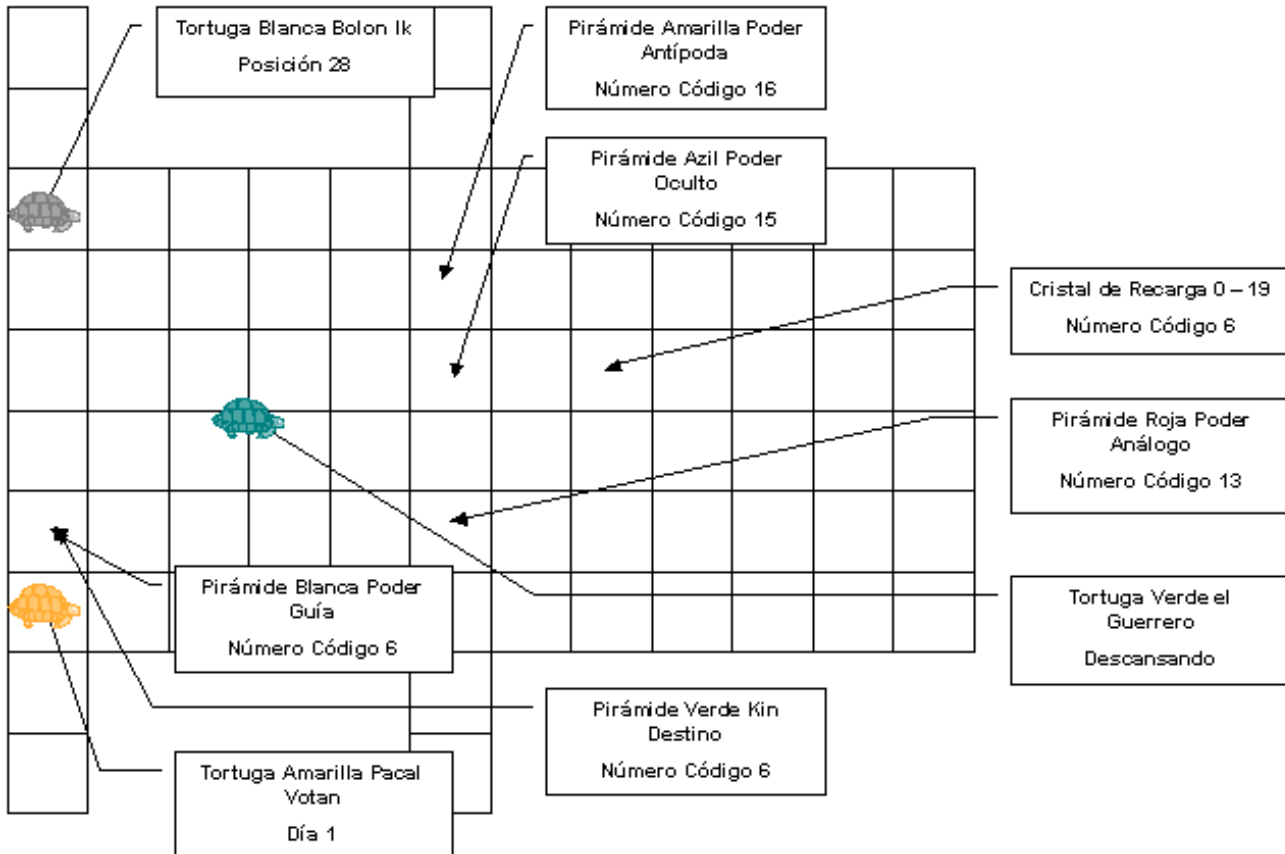 Tortuga Blanca Bolon Ik
Posición 28
Pirámide Amarilla Poder
Antípoda
Número Código 16
Pirámide Azil Poder
Oculto
Número Código 15
Cristal de Recarga 0 – 19
Número Código 6
Pirámide Roja Poder
Análogo
Número Código 13
Pirámide Blanca Poder
Guía
Número Código 6
Tortuga Verde el
Guerrero
Descansando
Pirámide Verde Kin
Destino
Número Código 6
Tortuga Amarilla Pacal
Votan
Día 1